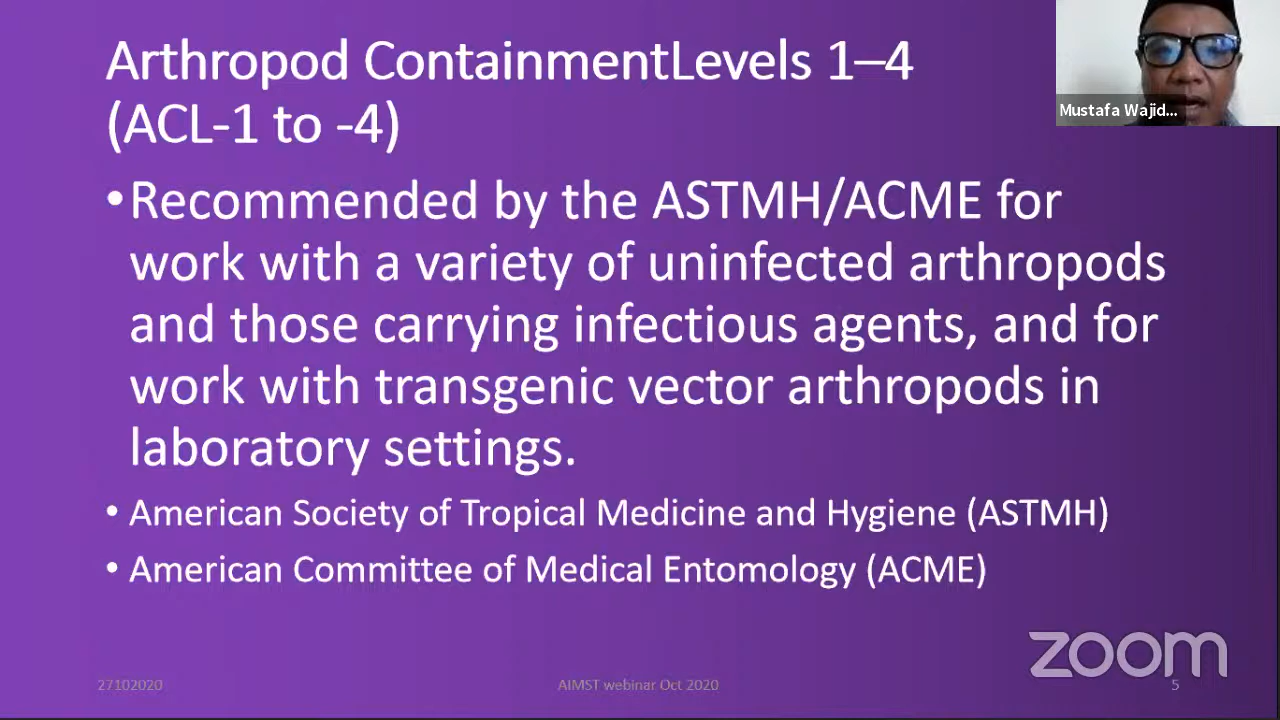 Arthropod ContainmentLevels 1–4
(ACL-1 to -4)
Mustafa Wajid...
•Recommended by the ASTMH/ACME for
work with a variety of uninfected arthropods
and those carrying infectious agents, and for
work with transgenic vector arthropods in
laboratory settings.
• American Society of Tropical Medicine and Hygiene (ASTMH)
• American Committee of Medical Entomology (ACME)
zoom
27102020
AIMST webinar Oct 2020
5